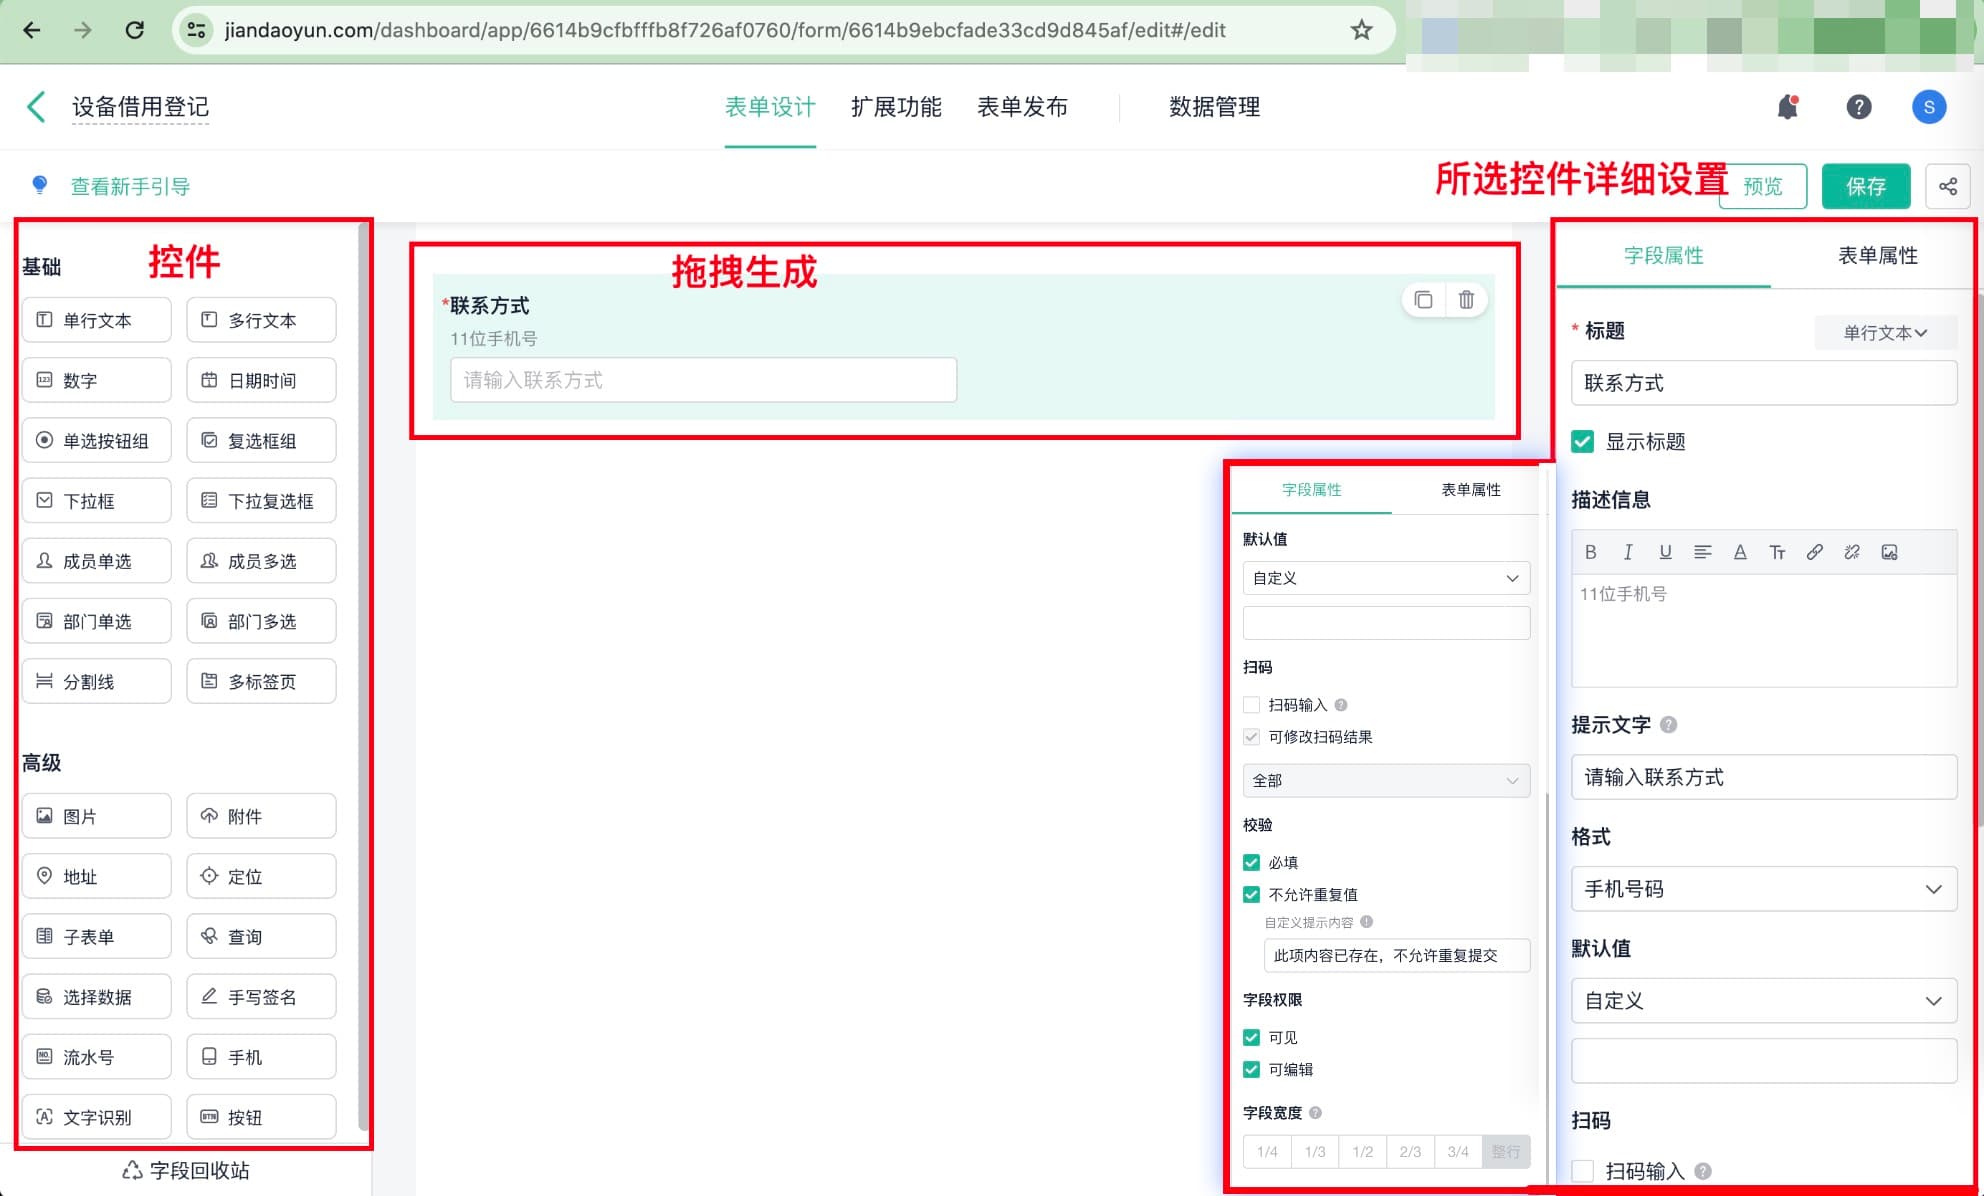 jiandaoyun.com/dashboard/app/6614b9cfbfffb8f726af0760/form/6614b9ebcfade33cd9d845af/edit#/edit
设备借用登记
表单设计 扩展功能 表单发布 数据管理
S
查看新手引导
所选控件详细设置
预览 保存
控件
基础
单行文本 多行文本
数字 日期时间
单选按钮组 复选框组
下拉框 下拉复选框
成员单选 成员多选
部门单选 部门多选
分割线 多标签页
高级
图片 附件
地址 定位
子表单 查询
选择数据 手写签名
流水号 手机
文字识别 按钮
字段回收站
拖拽生成
*联系方式
11位手机号
请输入联系方式
字段属性 表单属性
默认值
自定义
扫码
扫码输入
可修改扫码结果
全部
校验
必填
不允许重复值
自定义提示内容
此项内容已存在，不允许重复提交
字段权限
可见
可编辑
字段宽度
1/4 1/3 1/2 2/3 3/4 整行
字段属性 表单属性
* 标题 单行文本
联系方式
显示标题
描述信息
B I U A Tт
11位手机号
提示文字
请输入联系方式
格式
手机号码
默认值
自定义
扫码
扫码输入